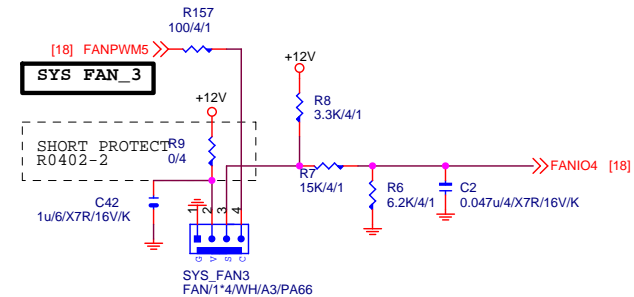 R157
100/4/1
[18] FANPWM5
SYS FAN_3
+12V
+12V
R8
3.3K/4/1
SHORT PROTECT
R0402-2
R9
0/4
R7
15K/4/1
FANIO4 [18]
R6
6.2K/4/1
C2
0.047u/4/X7R/16V/K
C42
1u/6/X7R/16V/K
1
2
3
4
G
V
S
C
SYS_FAN3
FAN/1*4/WH/A3/PA66